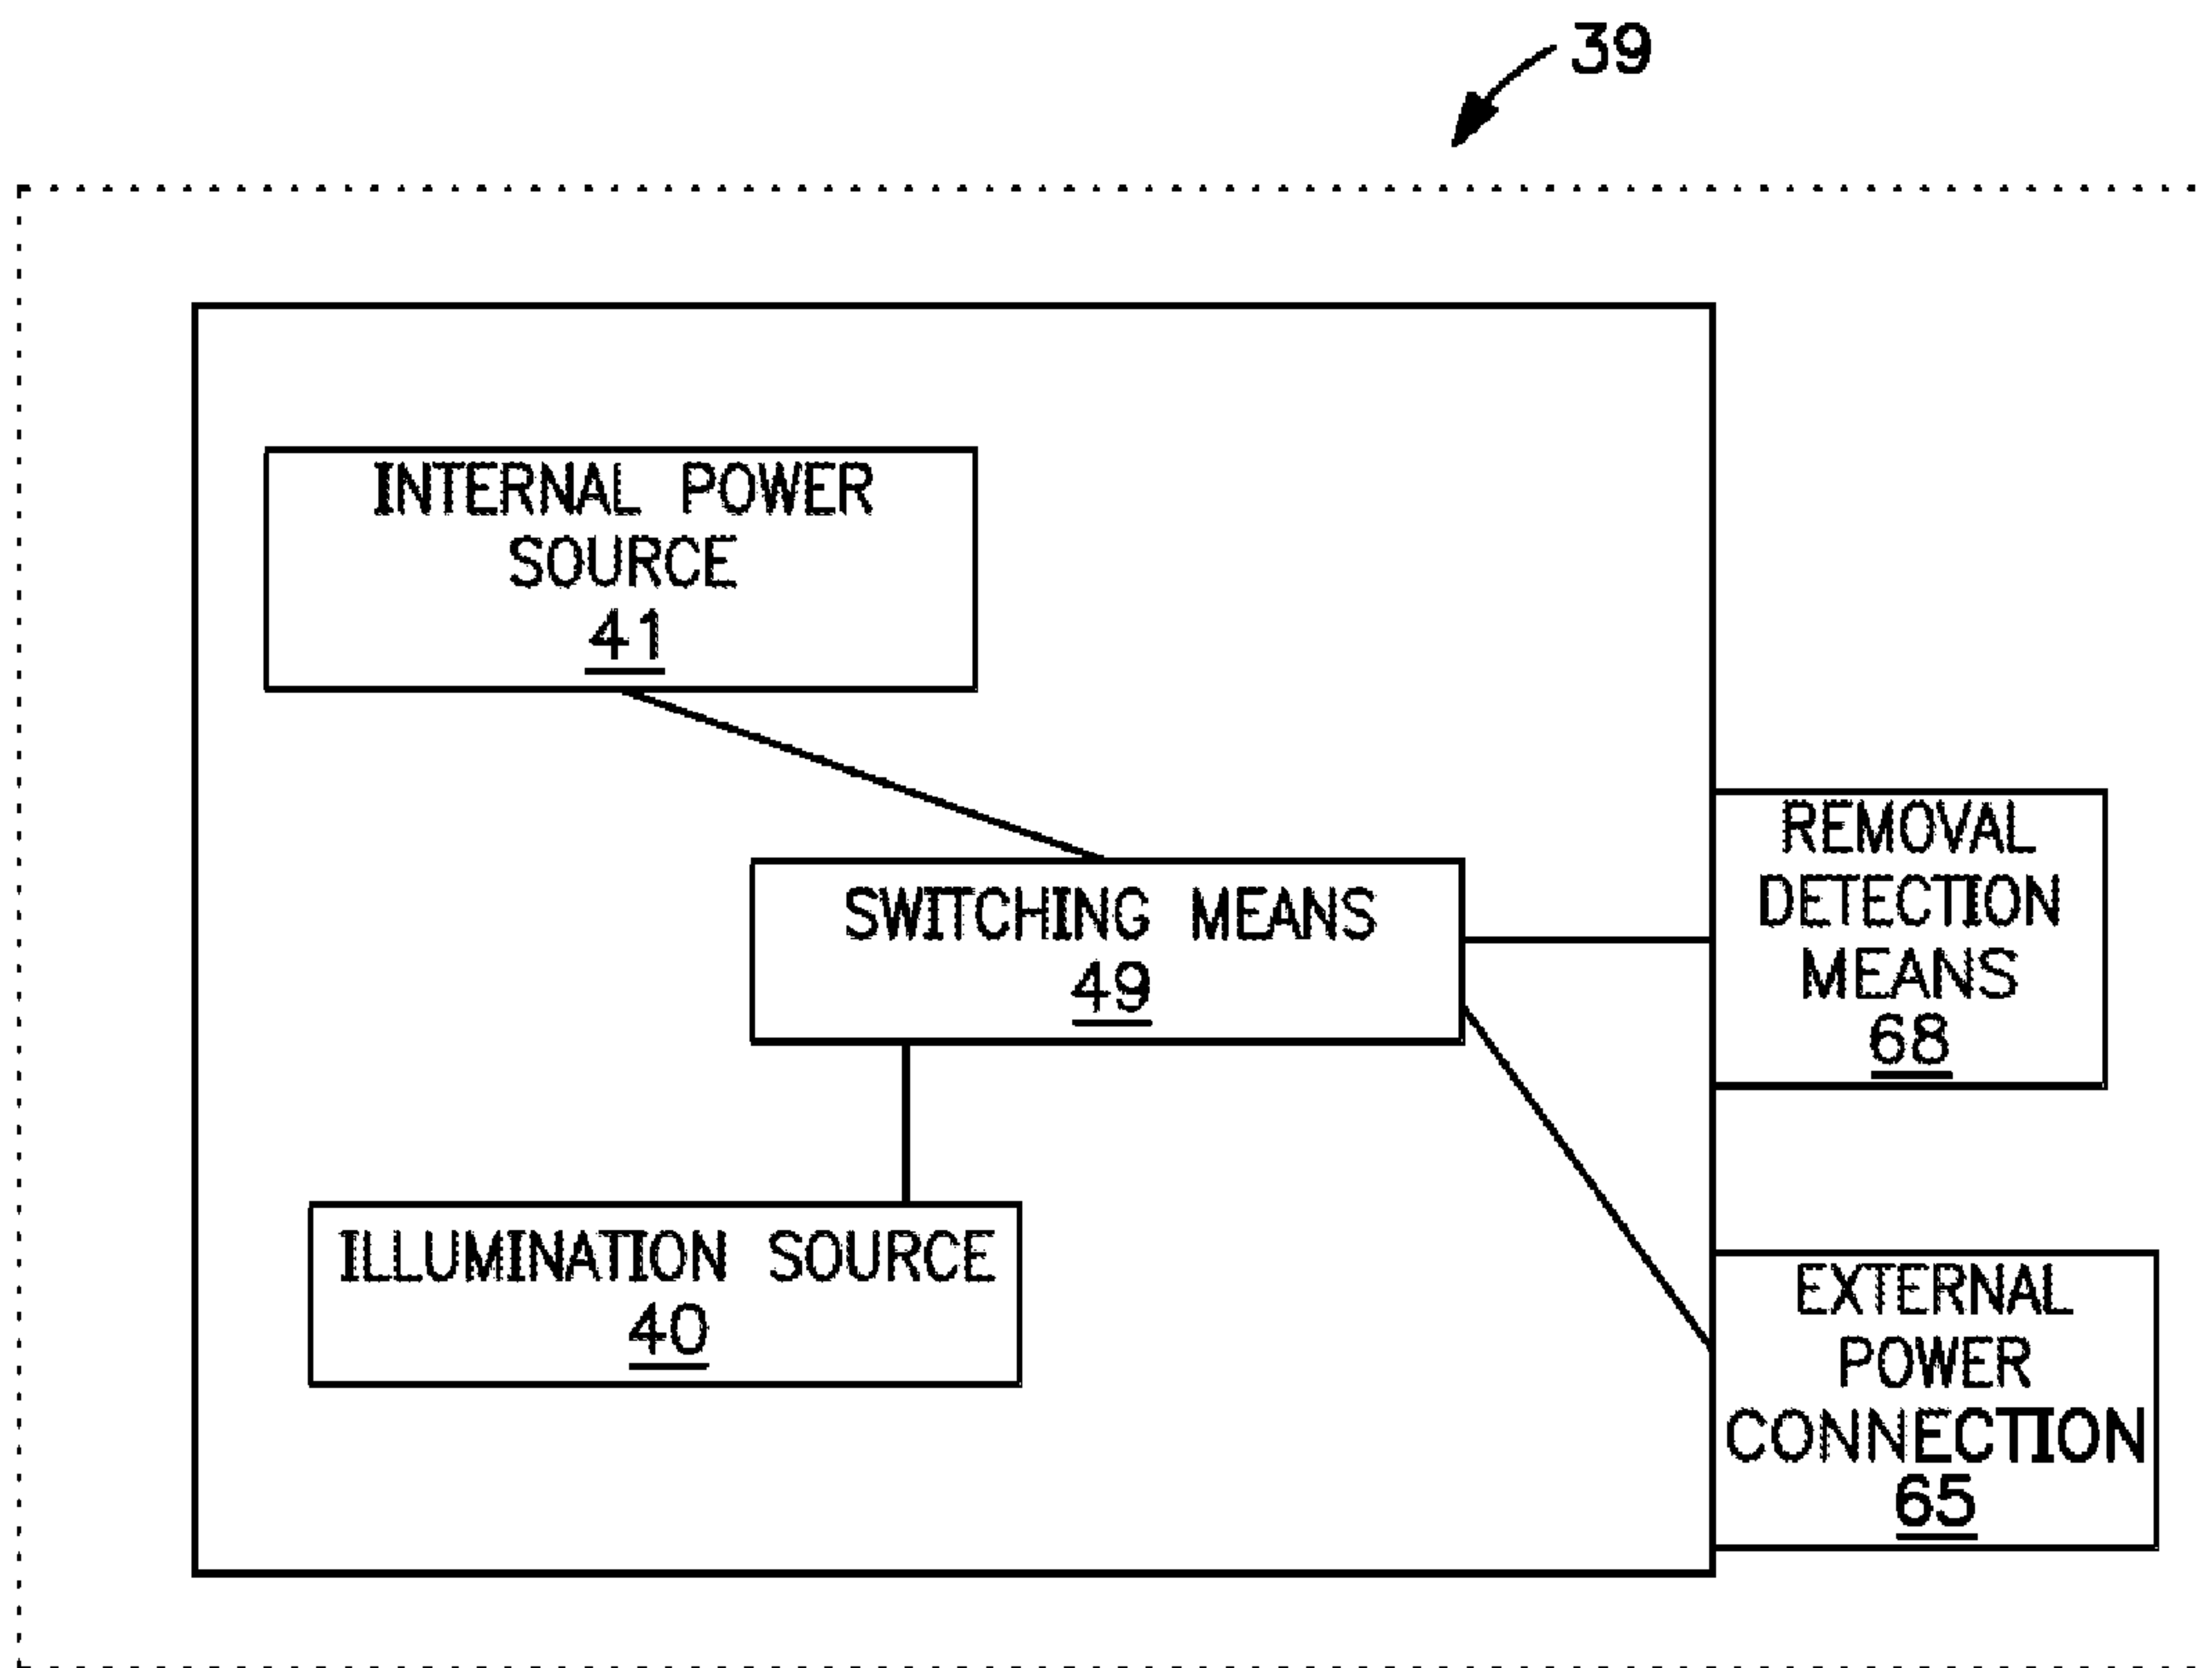 39
INTERNAL POWER
SOURCE
41
SWITCHING MEANS
49
REMOVAL
DETECTION
MEANS
68
ILLUMINATION SOURCE
40
EXTERNAL
POWER
CONNECTION
65